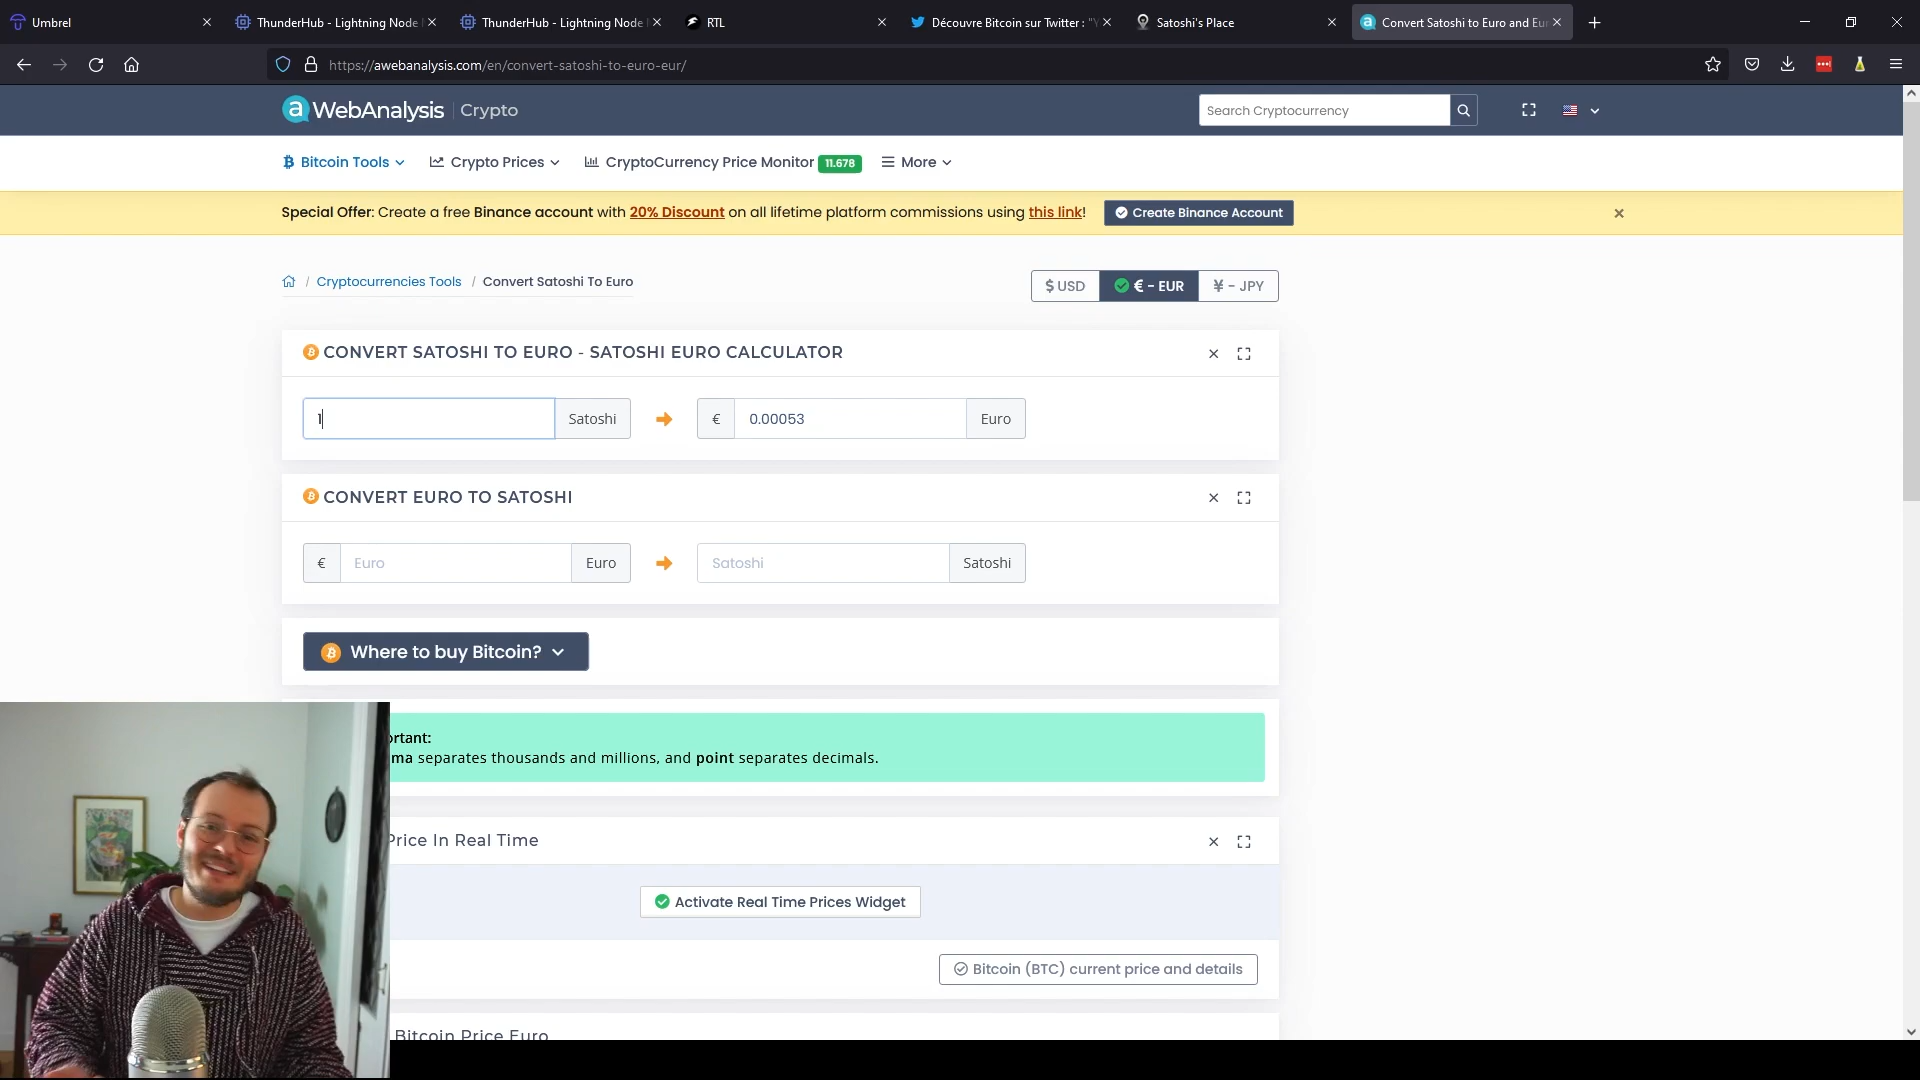 Umbrel
ThunderHub - Lightning Node
ThunderHub - Lightning Node
RTL
Découvre Bitcoin sur Twitter : "Y
Satoshi's Place
Convert Satoshi to Euro and Eur
https://awebanalysis.com/en/convert-satoshi-to-euro-eur/
aWebAnalysis Crypto
Search Cryptocurrency
Bitcoin Tools
Crypto Prices
CryptoCurrency Price Monitor 11.678
More
Special Offer: Create a free Binance account with 20% Discount on all lifetime platform commissions using this link!
Create Binance Account
/ Cryptocurrencies Tools / Convert Satoshi To Euro
$ USD
€ - EUR
¥ - JPY
CONVERT SATOSHI TO EURO - SATOSHI EURO CALCULATOR
1 Satoshi € 0.00053 Euro
CONVERT EURO TO SATOSHI
€ Euro Euro Satoshi Satoshi
Where to buy Bitcoin?
ortant:
ma separates thousands and millions, and point separates decimals.
Price In Real Time
Activate Real Time Prices Widget
Bitcoin (BTC) current price and details
Bitcoin Price Euro